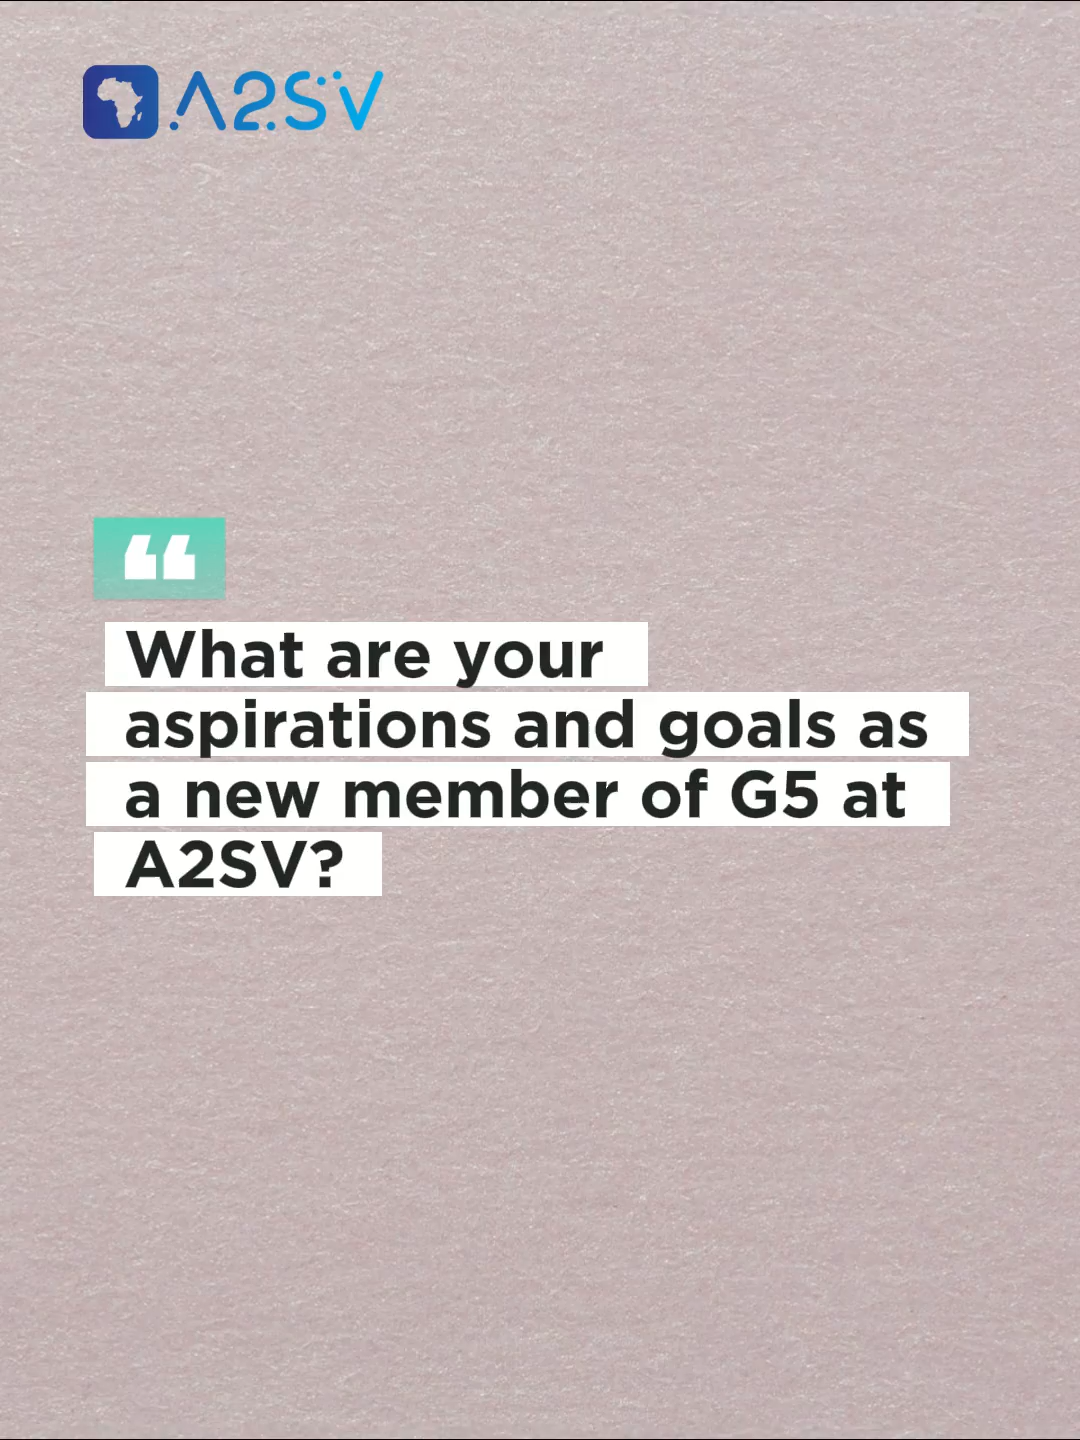 A2SV
“
What are your
aspirations and goals as
a new member of G5 at
A2SV?